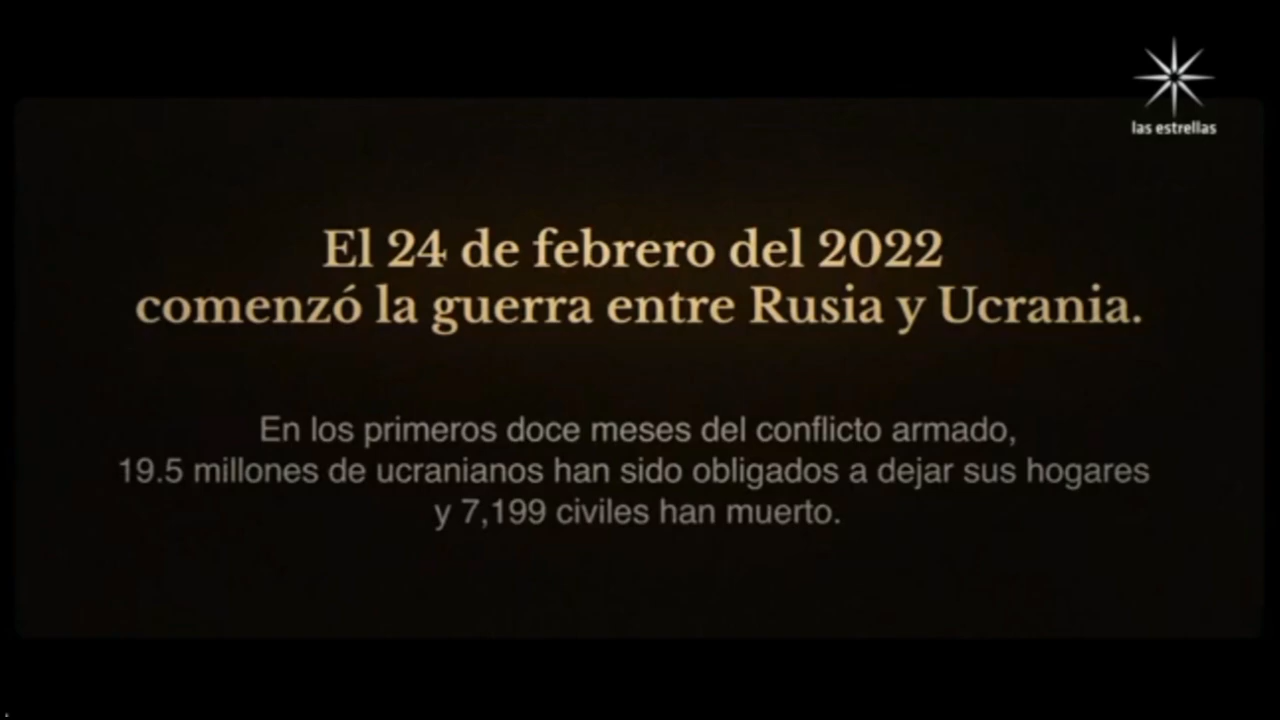 las estrellas
El 24 de febrero del 2022
comenzó la guerra entre Rusia y Ucrania.
En los primeros doce meses del conflicto armado,
19.5 millones de ucranianos han sido obligados a dejar sus hogares
y 7,199 civiles han muerto.